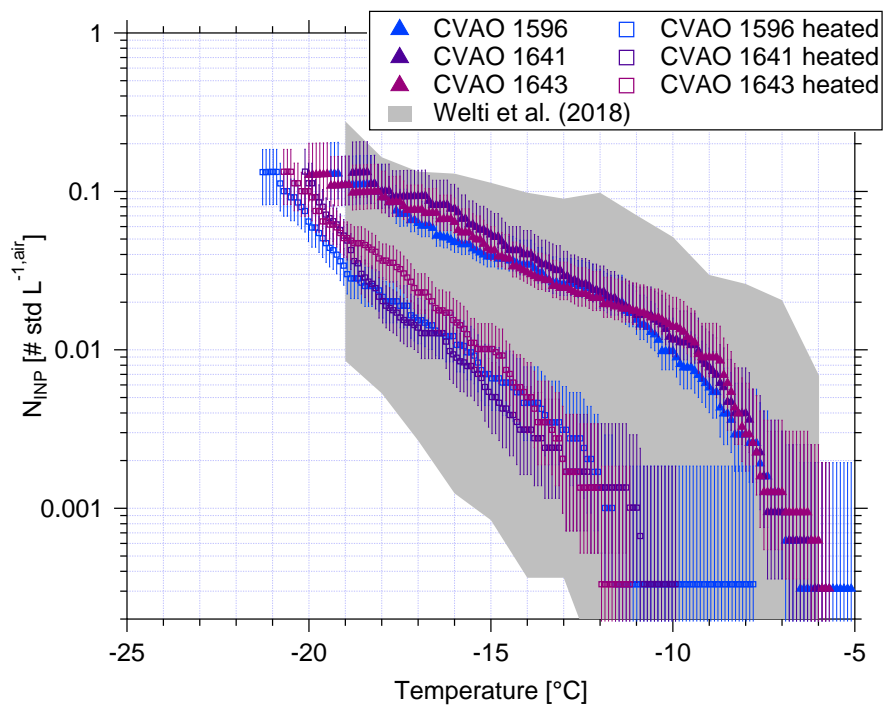 CVAO 1596 CVAO 1596 heated
CVAO 1641 CVAO 1641 heated
CVAO 1643 CVAO 1643 heated
Welti et al. (2018)
1
0.1
0.01
0.001
N_INP [# std L^-1,air]
-25 -20 -15 -10 -5
Temperature [°C]